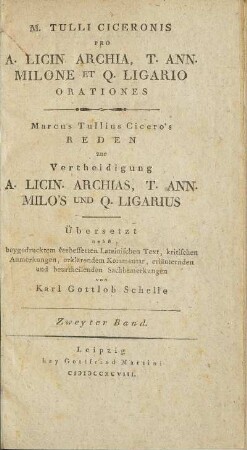 M. TULLI CICERONIS
PRO
A. LICIN ARCHIA, T. ANN.
MILONE ET Q. LIGARIO
ORATIONES
Marcus Tullius Cicero's
REDEN
zur
Vertheidigung
A. LICIN. ARCHIAS, T. ANN.
MILO'S UND Q. LIGARIUS
Übersetzt
nebst
beygedrucktem verbesserten Lateinischen Text, kritischen
Anmerkungen, erklärendem Kommentar, erläuternden
und beurtheilenden Sachbemerkungen
von
Karl Gottlob Schelle
Zweyter Band.
Leipzig
bey Gottfried Martini
CIƆIƆCCXCVIII.